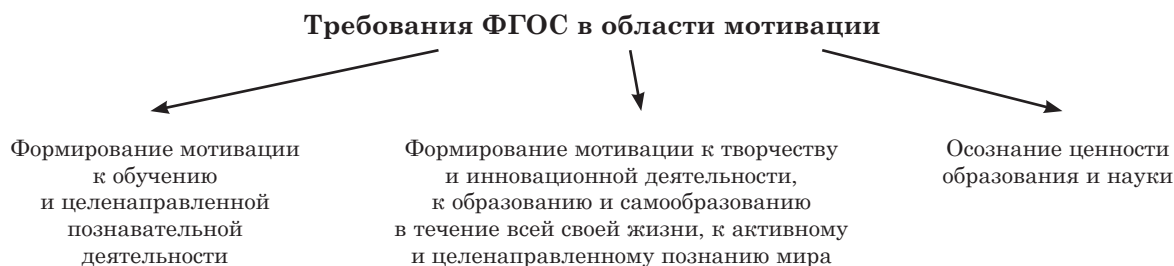 Требования ФГОС в области мотивации
Формирование мотивации
к обучению
и целенаправленной
познавательной
деятельности
Формирование мотивации к творчеству
и инновационной деятельности,
к образованию и самообразованию
в течение всей своей жизни, к активному
и целенаправленному познанию мира
Осознание ценности
образования и науки